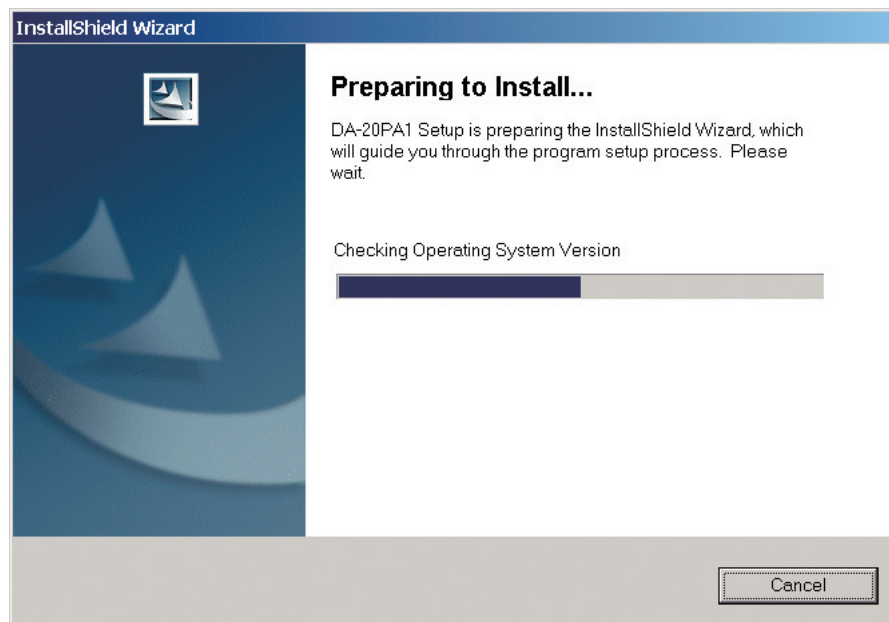 InstallShield Wizard
Preparing to Install...
DA-20PA1 Setup is preparing the InstallShield Wizard, which
will guide you through the program setup process. Please
wait.
Checking Operating System Version
Cancel